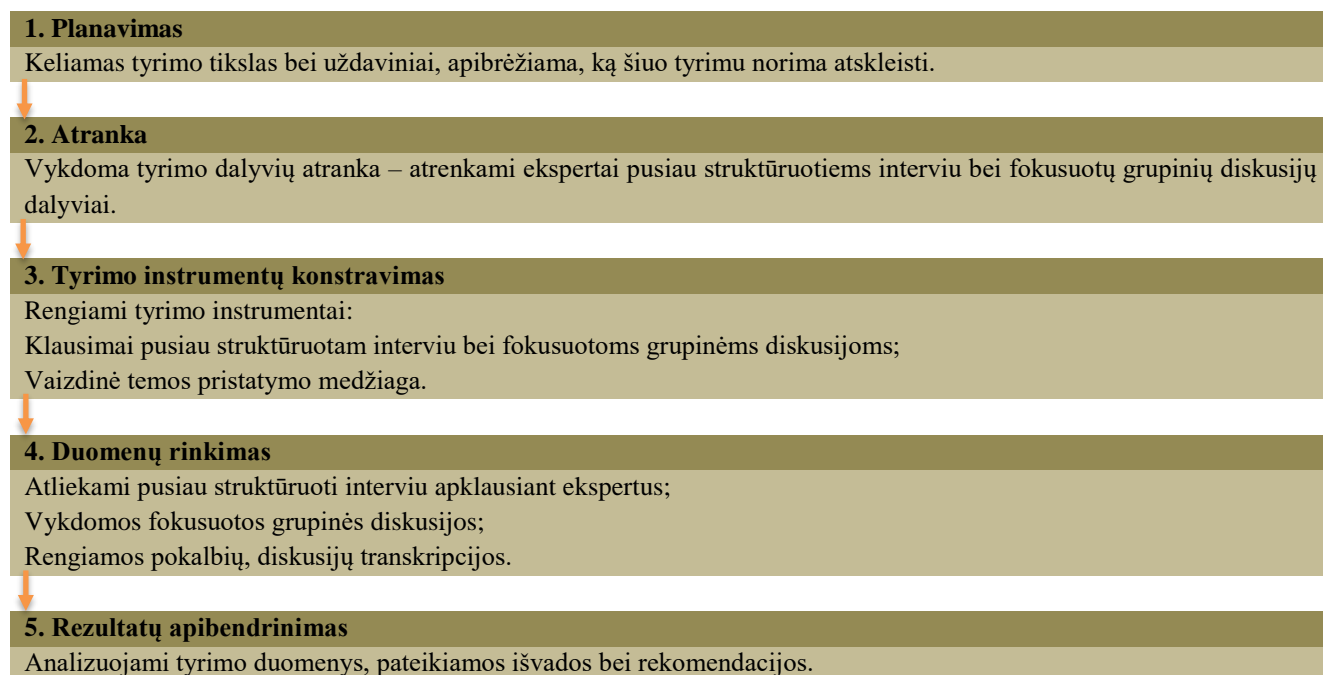 1. Planavimas
Keliamas tyrimo tikslas bei uždaviniai, apibrėžiama, ką šiuo tyrimu norima atskleisti.
2. Atranka
Vykdoma tyrimo dalyvių atranka – atrenkami ekspertai pusiau struktūruotiems interviu bei fokusuotų grupinių diskusijų
dalyviai.
3. Tyrimo instrumentų konstravimas
Rengiami tyrimo instrumentai:
Klausimai pusiau struktūruotam interviu bei fokusuotoms grupinėms diskusijoms;
Vaizdinė temos pristatymo medžiaga.
4. Duomenų rinkimas
Atliekami pusiau struktūruoti interviu apklausiant ekspertus;
Vykdomos fokusuotos grupinės diskusijos;
Rengiamos pokalbių, diskusijų transkripcijos.
5. Rezultatų apibendrinimas
Analizuojami tyrimo duomenys, pateikiamos išvados bei rekomendacijos.